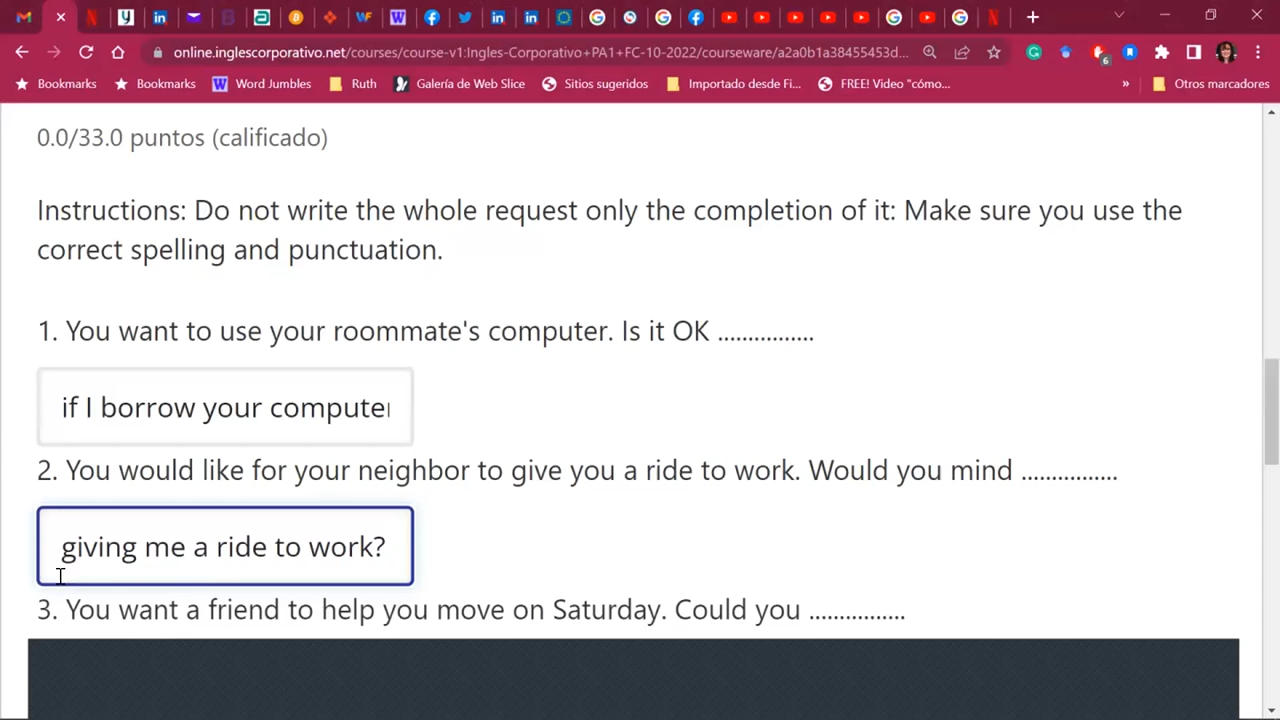 online.inglescorporativo.net/courses/course-v1:Ingles-Corporativo+PA1+FC-10-2022/courseware/a2a0b1a38455453d...
6
Bookmarks
Bookmarks
Word Jumbles
Ruth
Galería de Web Slice
Sitios sugeridos
Importado desde Fi...
FREE! Video "cómo...
»
Otros marcadores
0.0/33.0 puntos (calificado)
Instructions: Do not write the whole request only the completion of it: Make sure you use the
correct spelling and punctuation.
1. You want to use your roommate's computer. Is it OK ................
if I borrow your computer
2. You would like for your neighbor to give you a ride to work. Would you mind ................
giving me a ride to work?
3. You want a friend to help you move on Saturday. Could you ................